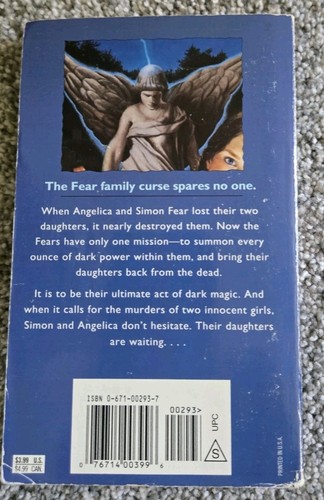 The Fear family curse spares no one.
When Angelica and Simon Fear lost their two
daughters, it nearly destroyed them. Now the
Fears have only one mission—to summon every
ounce of dark power within them, and bring their
daughters back from the dead.
It is to be their ultimate act of dark magic. And
when it calls for the murders of two innocent girls,
Simon and Angelica don't hesitate. Their daughters
are waiting. . . .
ISBN 0-671-00293-7
00293>
UPC
S
0 76714 00399 6
$3.99 U.S.
$4.99 CAN.
PRINTED IN U.S.A.